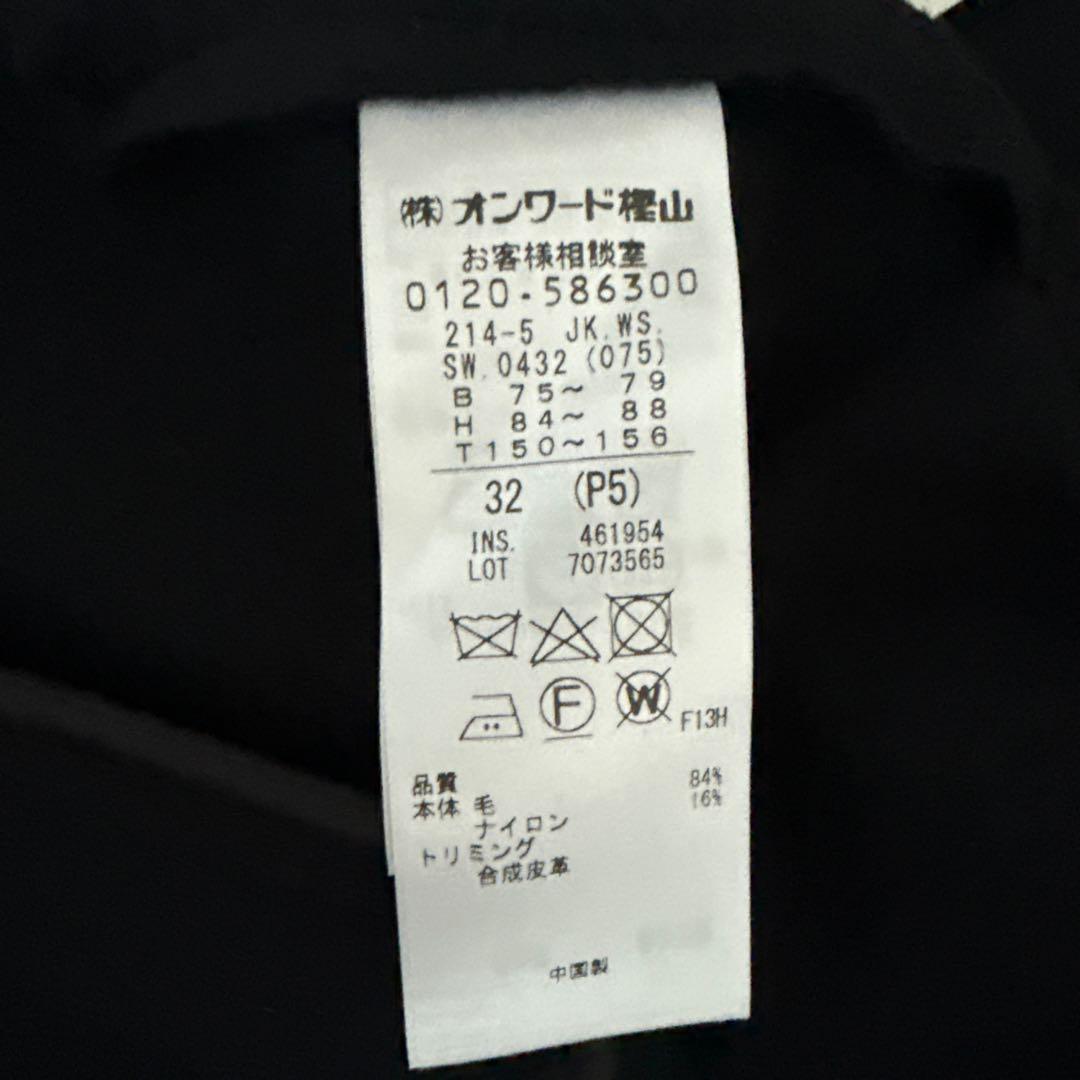 (株)オンワード樫山
お客様相談室
0120-586300
214-5 JK.WS.
SW.0432 (075)
B 75～ 79
H 84～ 88
T150～156
32 (P5)
INS. 461954
LOT 7073565
F W F13H
品質
本体 毛 84%
ナイロン 16%
トリミング
合成皮革
中国製